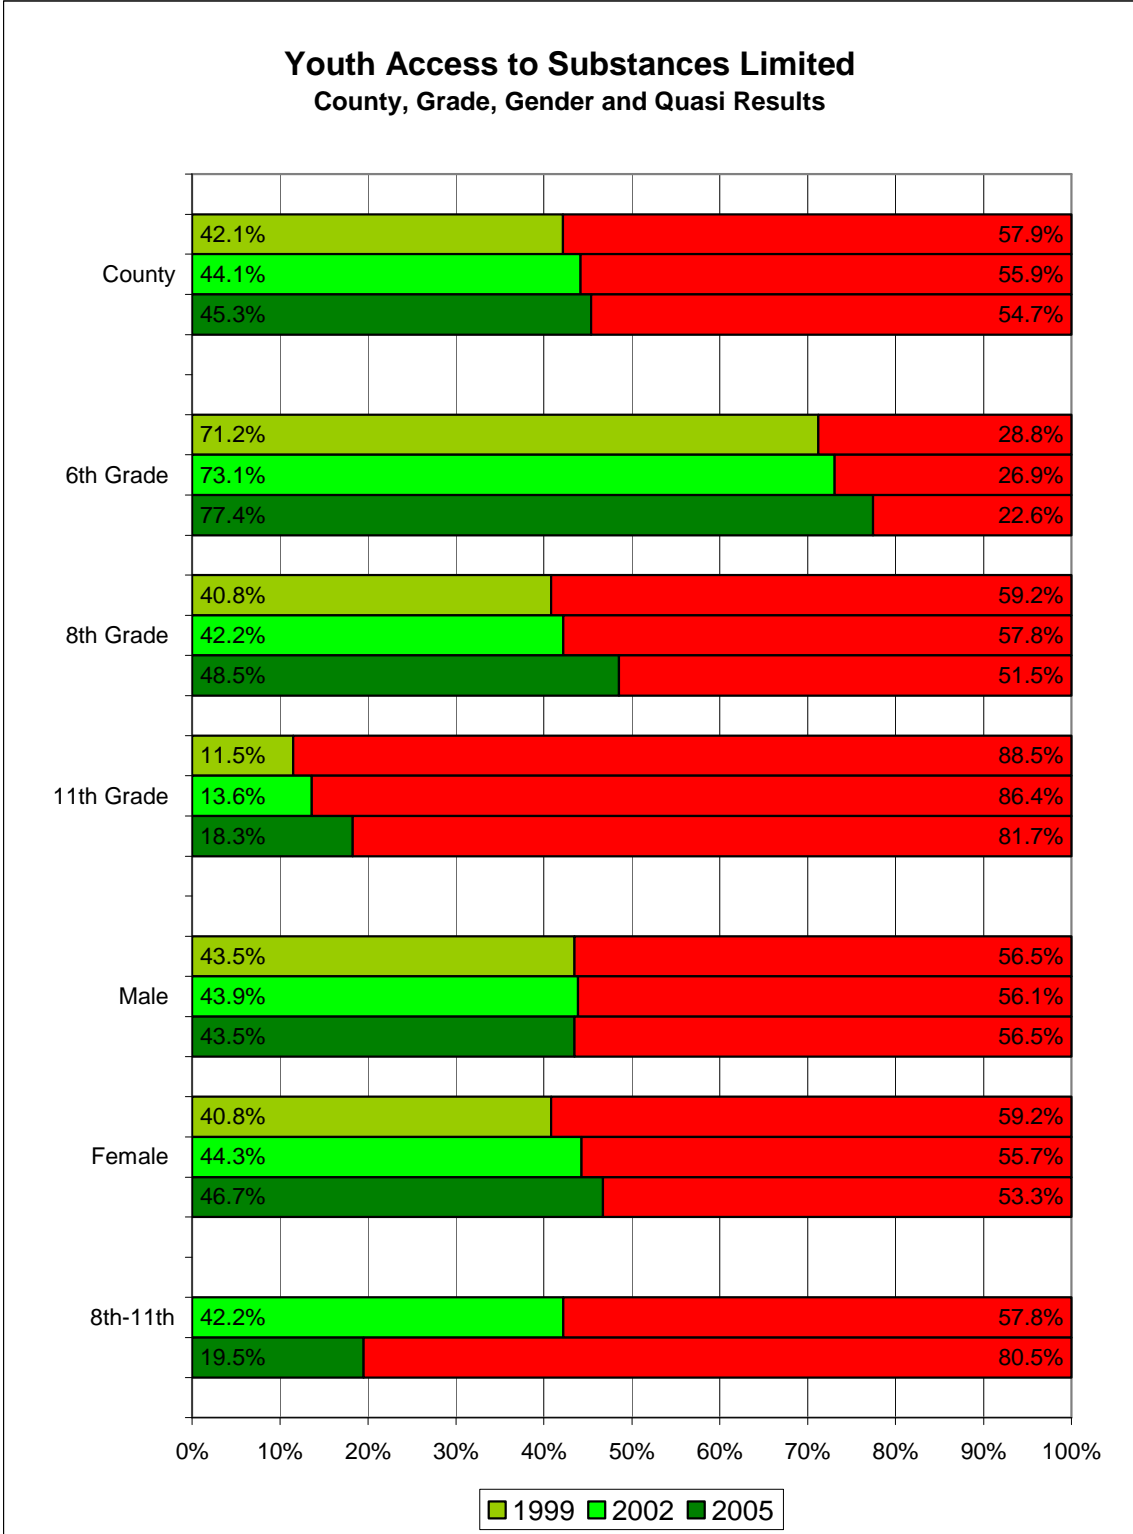 Youth Access to Substances Limited
County, Grade, Gender and Quasi Results
42.1% 57.9%
County 44.1% 55.9%
45.3% 54.7%
71.2% 28.8%
6th Grade 73.1% 26.9%
77.4% 22.6%
40.8% 59.2%
8th Grade 42.2% 57.8%
48.5% 51.5%
11.5% 88.5%
11th Grade 13.6% 86.4%
18.3% 81.7%
43.5% 56.5%
Male 43.9% 56.1%
43.5% 56.5%
40.8% 59.2%
Female 44.3% 55.7%
46.7% 53.3%
8th-11th 42.2% 57.8%
19.5% 80.5%
0% 10% 20% 30% 40% 50% 60% 70% 80% 90% 100%
1999 2002 2005